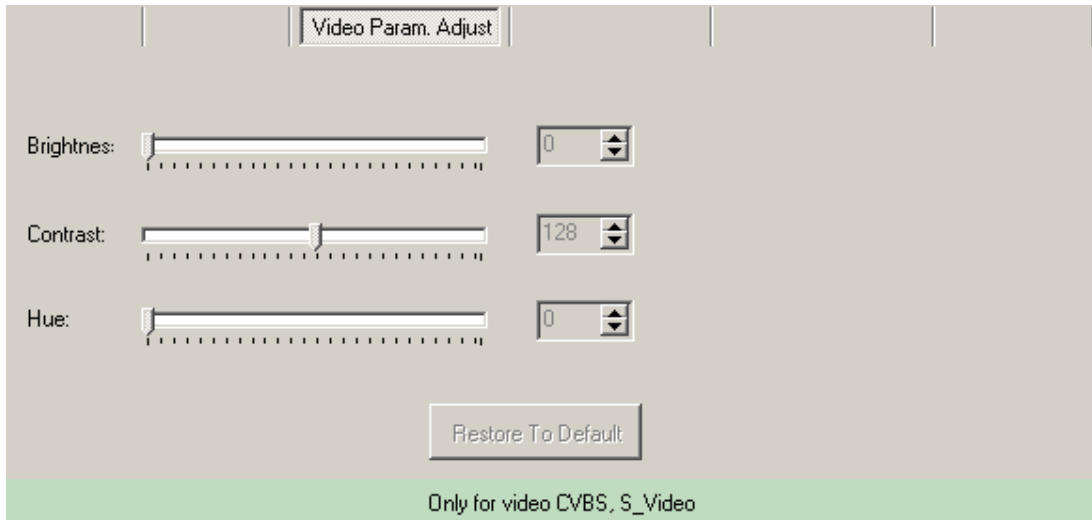 Video Param. Adjust
Brightnes: 0
Contrast: 128
Hue: 0
Restore To Default
Only for video CVBS, S_Video